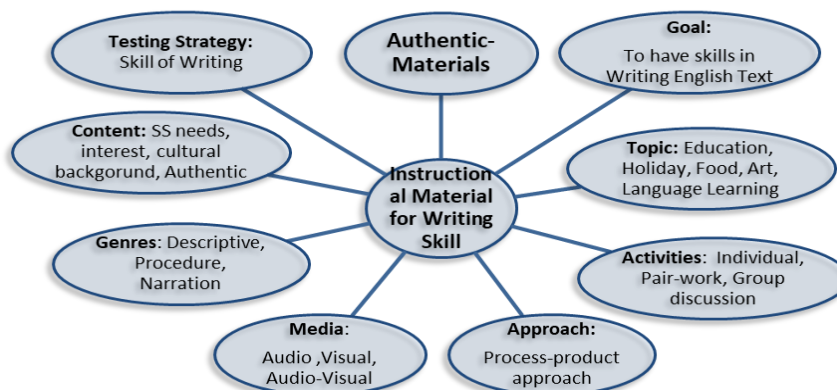 Testing Strategy:
Skill of Writing
Authentic-
Materials
Goal:
To have skills in
Writing English Text
Content: SS needs,
interest, cultural
backgorund, Authentic
Instruction
al Material
for Writing
Skill
Topic: Education,
Holiday, Food, Art,
Language Learning
Genres: Descriptive,
Procedure,
Narration
Activities: Individual,
Pair-work, Group
discussion
Media:
Audio ,Visual,
Audio-Visual
Approach:
Process-product
approach